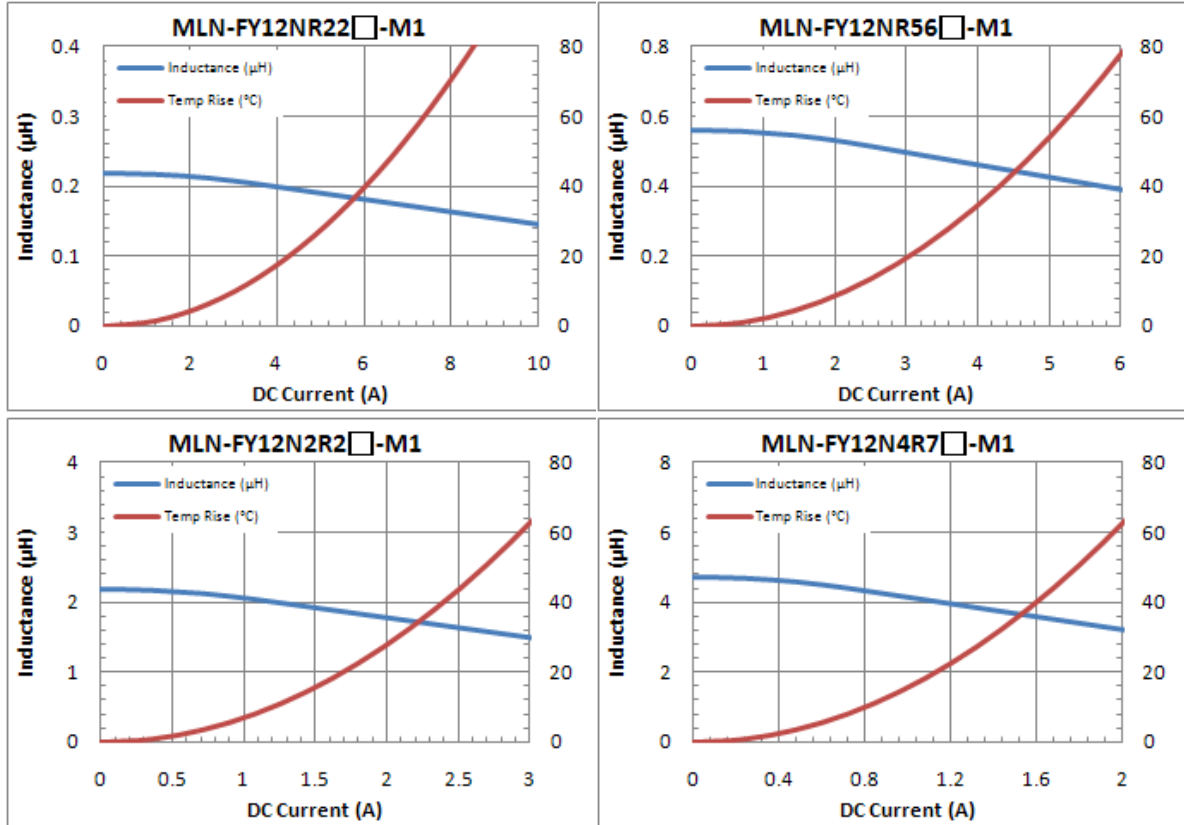 MLN-FY12NR22□-M1
Inductance (µH)
Temp Rise (°C)
0.4
0.3
0.2
0.1
0
80
60
40
20
0
0 2 4 6 8 10
Inductance (µH)
DC Current (A)
MLN-FY12NR56□-M1
Inductance (µH)
Temp Rise (°C)
0.8
0.6
0.4
0.2
0
80
60
40
20
0
0 1 2 3 4 5 6
Inductance (µH)
DC Current (A)
MLN-FY12N2R2□-M1
Inductance (µH)
Temp Rise (°C)
4
3
2
1
0
80
60
40
20
0
0 0.5 1 1.5 2 2.5 3
Inductance (µH)
DC Current (A)
MLN-FY12N4R7□-M1
Inductance (µH)
Temp Rise (°C)
8
6
4
2
0
80
60
40
20
0
0 0.4 0.8 1.2 1.6 2
Inductance (µH)
DC Current (A)